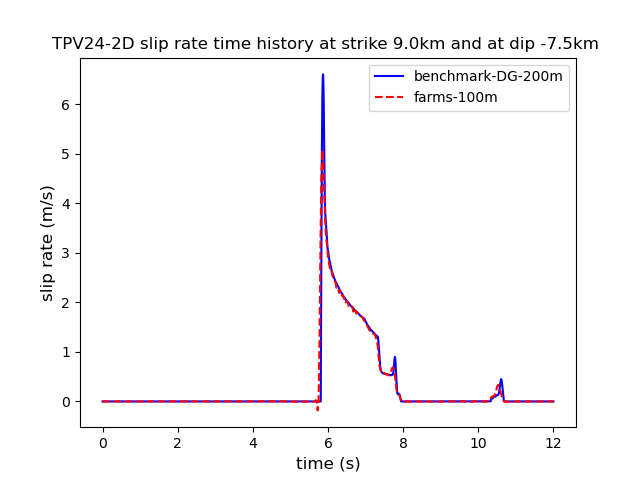 TPV24-2D slip rate time history at strike 9.0km and at dip -7.5km
benchmark-DG-200m
farms-100m
slip rate (m/s)
6
5
4
3
2
1
0
0 2 4 6 8 10 12
time (s)